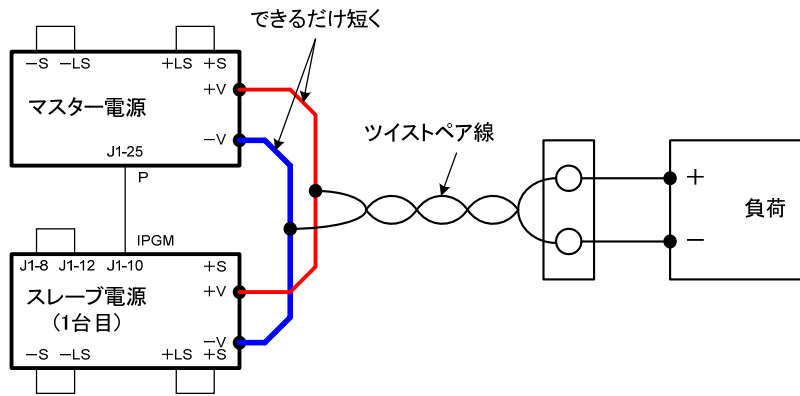 できるだけ短く
−S −LS +LS +S
+V
マスター電源
−V
J1-25
P
ツイストペア線
+
負荷
−
IPGM
J1-8 J1-12 J1-10 +S
+V
スレーブ電源
(1台目)
−V
−S −LS +LS +S